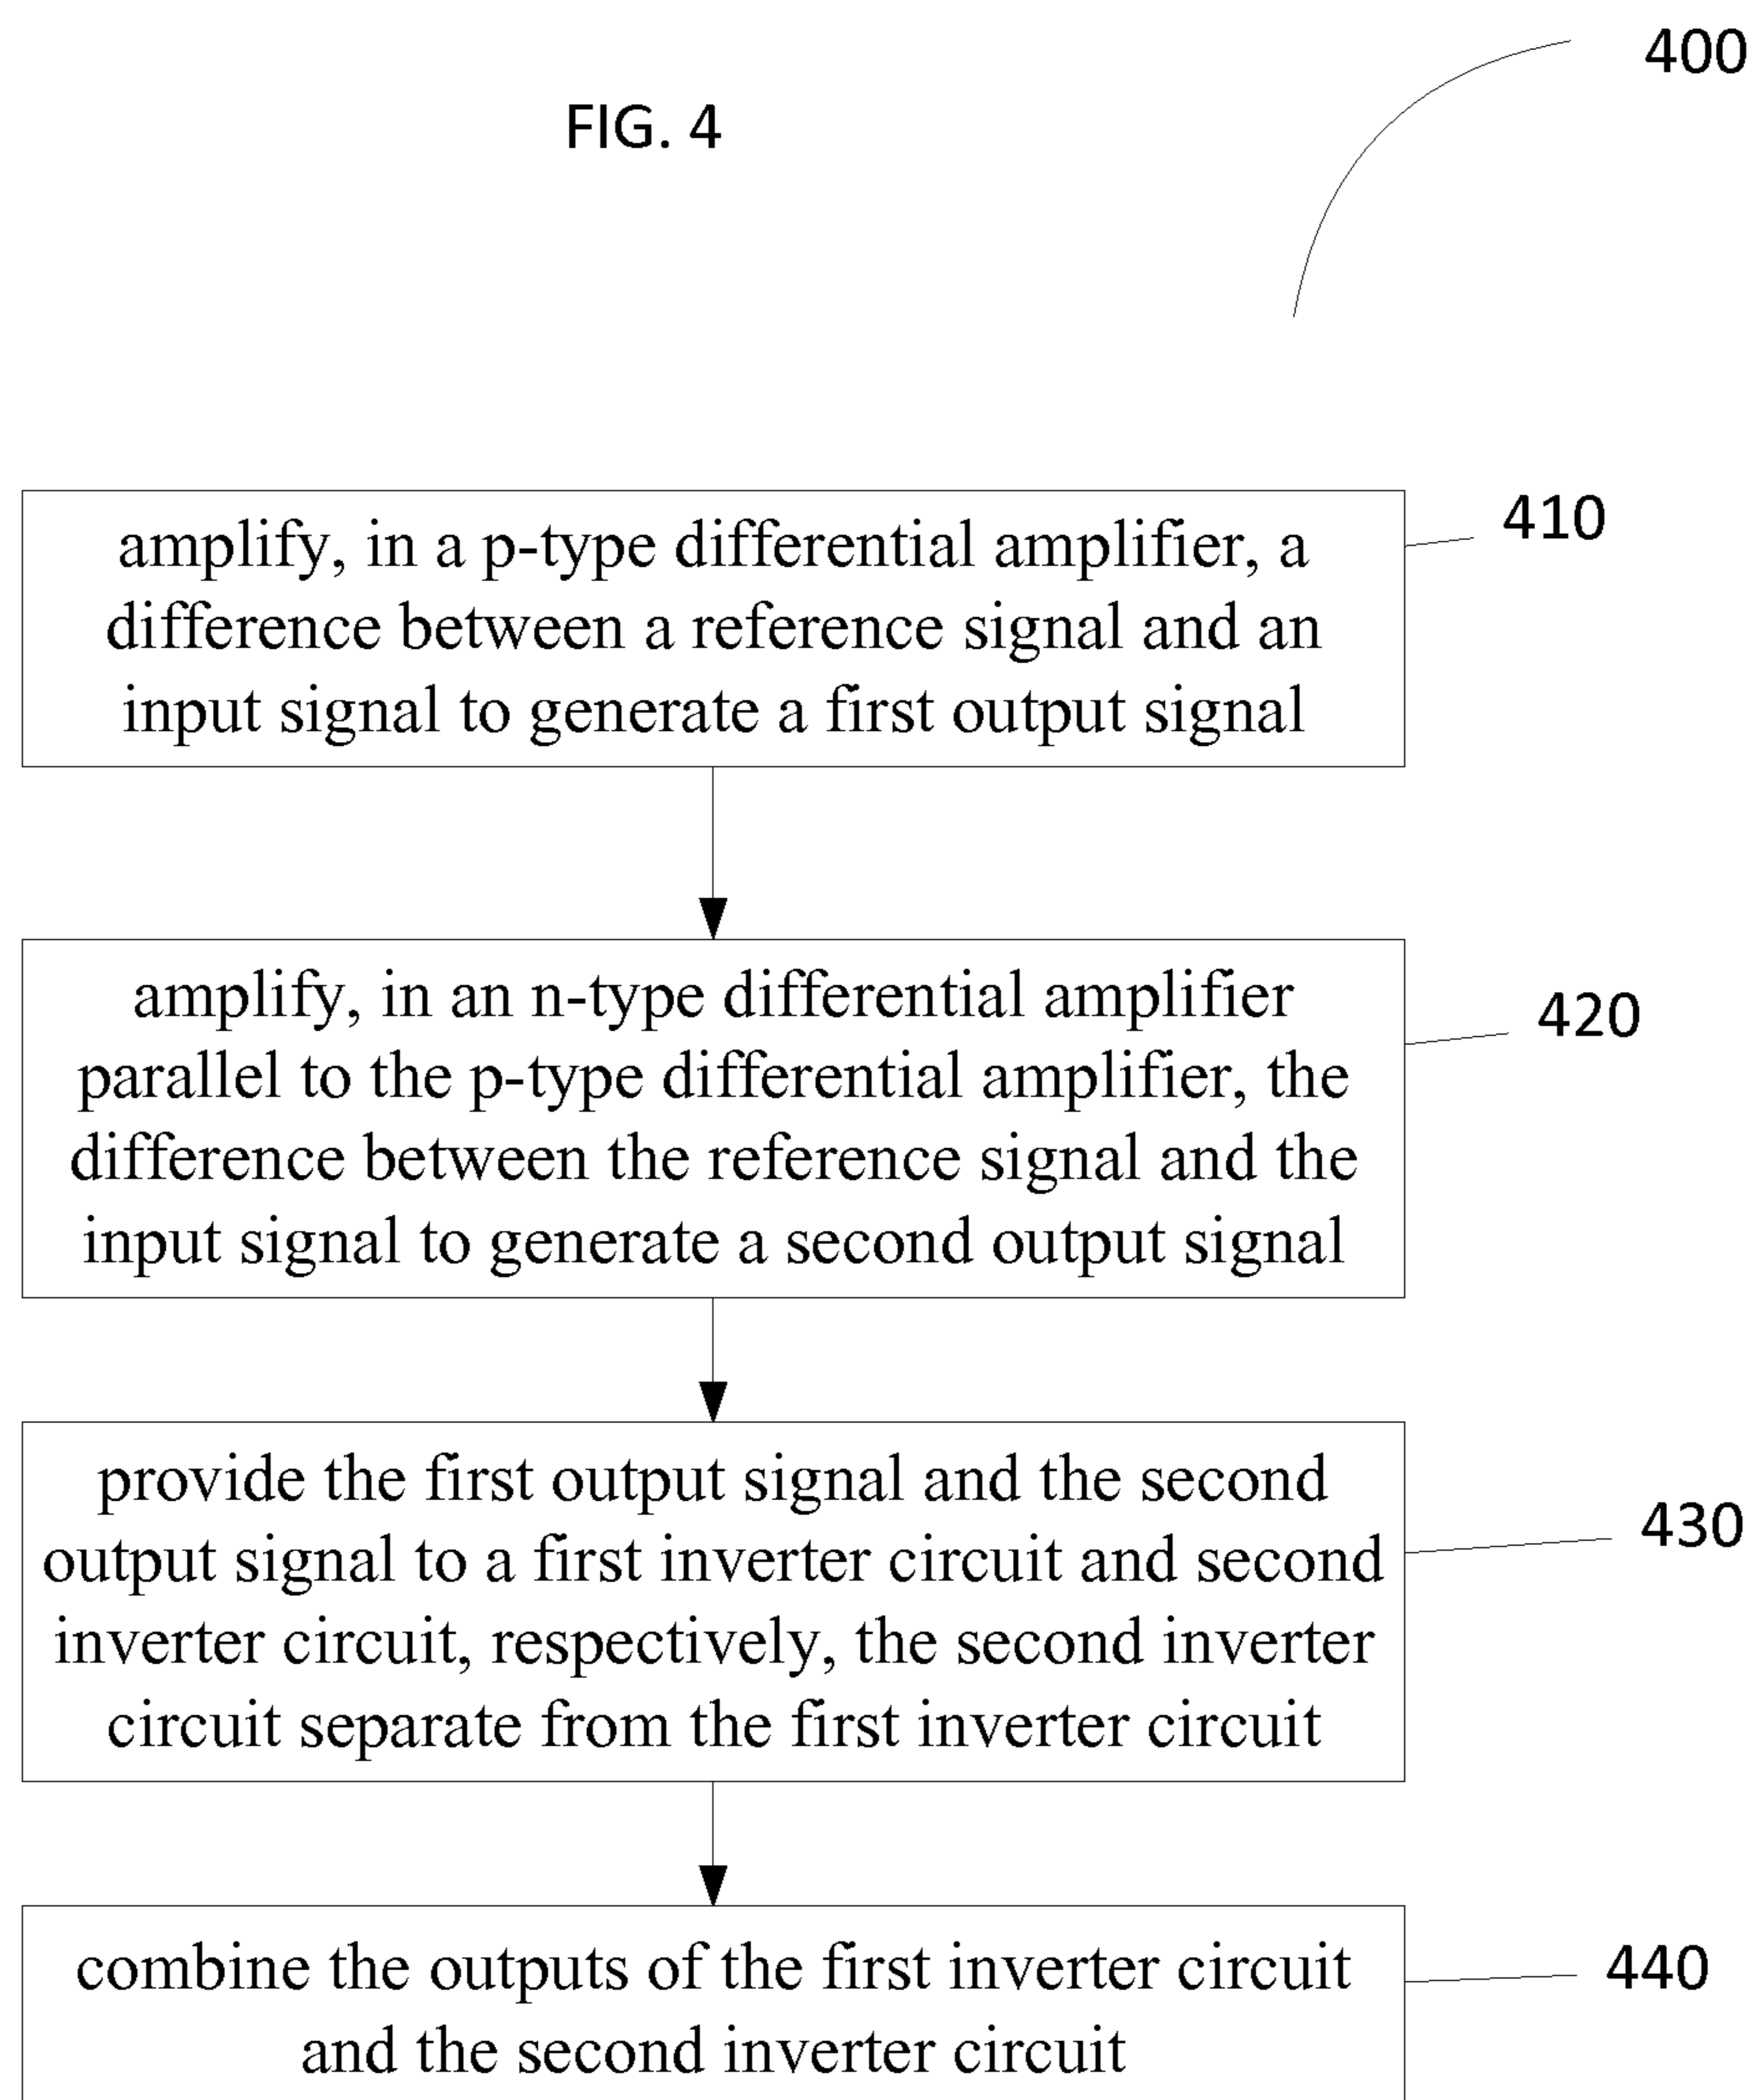 400
FIG. 4
amplify, in a p-type differential amplifier, a
difference between a reference signal and an
input signal to generate a first output signal
410
amplify, in an n-type differential amplifier
parallel to the p-type differential amplifier, the
difference between the reference signal and the
input signal to generate a second output signal
420
provide the first output signal and the second
output signal to a first inverter circuit and second
inverter circuit, respectively, the second inverter
circuit separate from the first inverter circuit
430
combine the outputs of the first inverter circuit
and the second inverter circuit
440